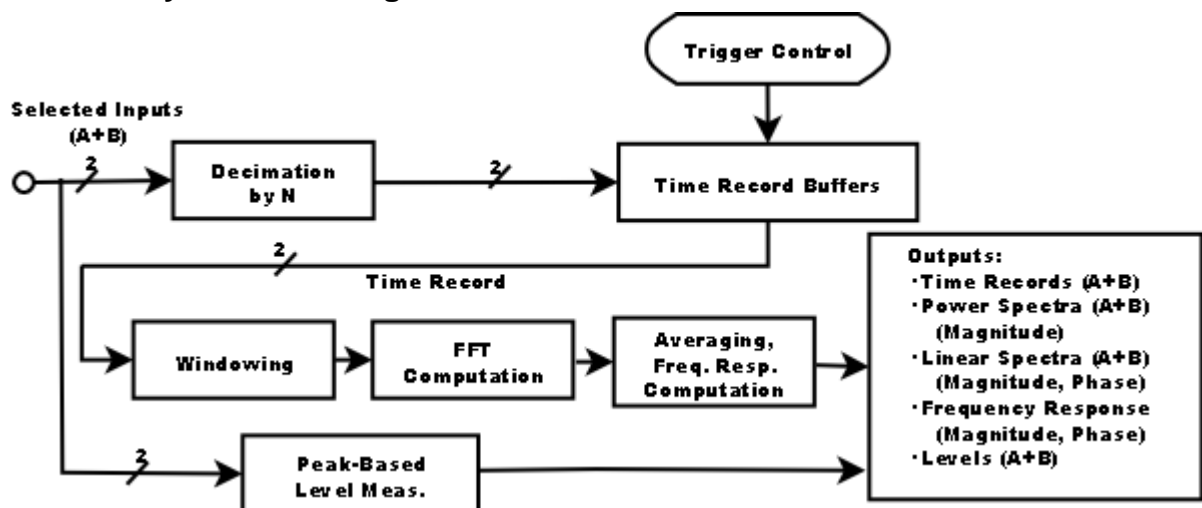 Trigger Control
Selected Inputs
(A+B)
2
Decimation
by N
2
Time Record Buffers
2
Time Record
Windowing
FFT
Computation
Averaging,
Freq. Resp.
Computation
2
Peak-Based
Level Meas.
Outputs:
·Time Records (A+B)
·Power Spectra (A+B)
(Magnitude)
·Linear Spectra (A+B)
(Magnitude, Phase)
·Frequency Response
(Magnitude, Phase)
·Levels (A+B)